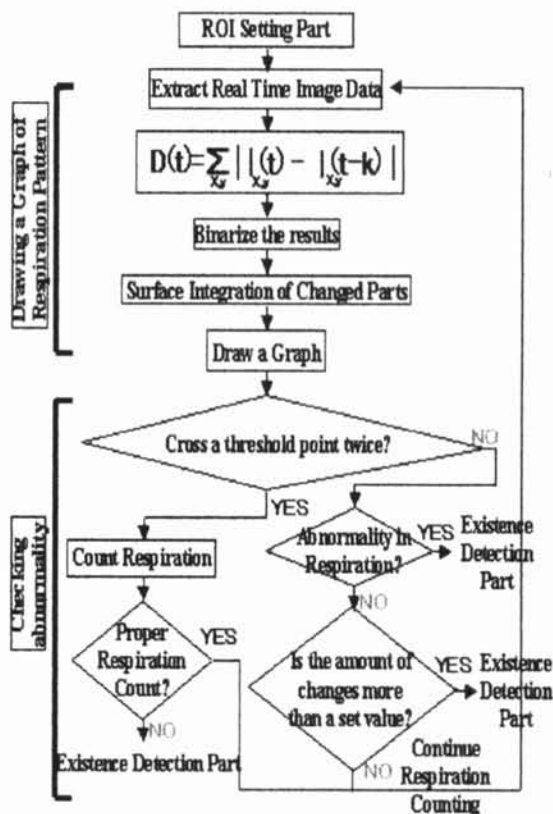 ROI Setting Part
Extract Real Time Image Data
D(t)=∑x,y | Ix,y(t) - Ix,y(t-k) |
Binarize the results
Surface Integration of Changed Parts
Draw a Graph
Drawing a Graph of
Respiration Pattern
Cross a threshold point twice?
NO
YES
Count Respiration
Proper
Respiration
Count?
YES
NO
Existence Detection Part
Abnormality in
Respiration?
YES
Existence
Detection
Part
NO
Is the amount of
changes more
than a set value?
YES
Existence
Detection
Part
NO
Continue
Respiration
Counting
Checking
abnormality